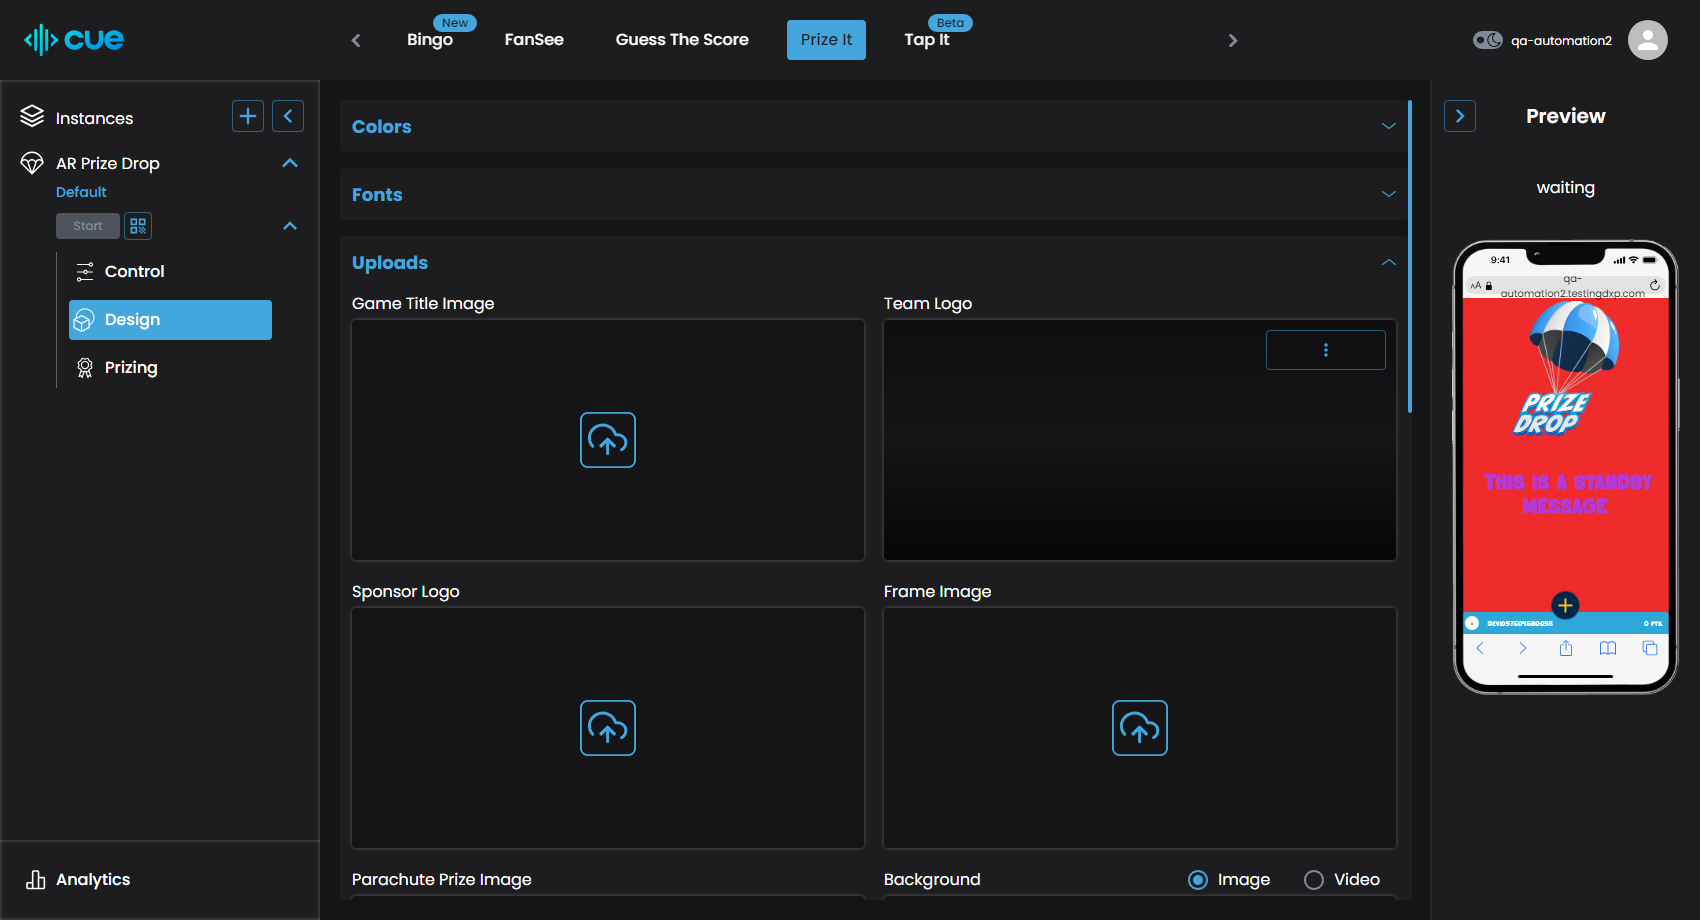 cue
New
Bingo
FanSee
Guess The Score
Prize It
Beta
Tap It
qa-automation2
Instances
AR Prize Drop
Default
Start
Control
Design
Prizing
Analytics
Colors
Fonts
Uploads
Game Title Image
Team Logo
Sponsor Logo
Frame Image
Parachute Prize Image
Background
Image
Video
Preview
waiting
9:41
AA
qa-
automation2.testingdxp.com
PRIZE
DROP
THIS IS A STANDBY
MESSAGE
0 PTS.